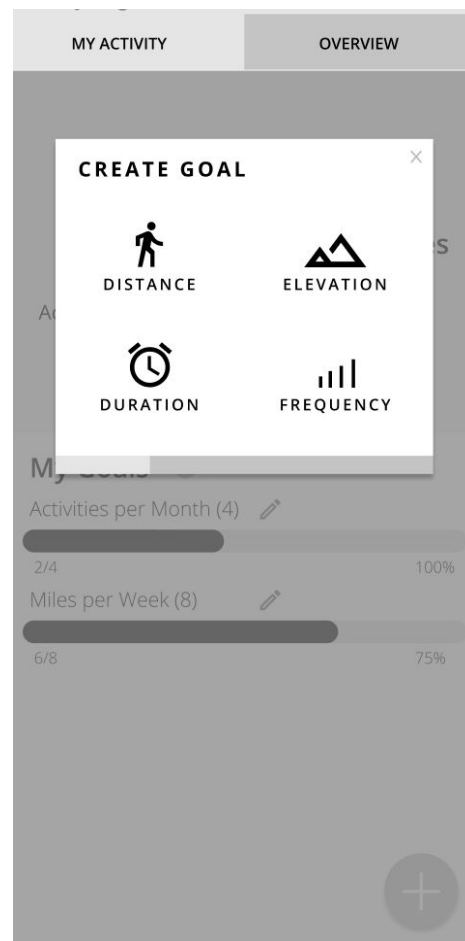 MY ACTIVITY OVERVIEW
CREATE GOAL ×
DISTANCE ELEVATION
DURATION FREQUENCY
Activities per Month (4)
2/4 100%
Miles per Week (8)
6/8 75%